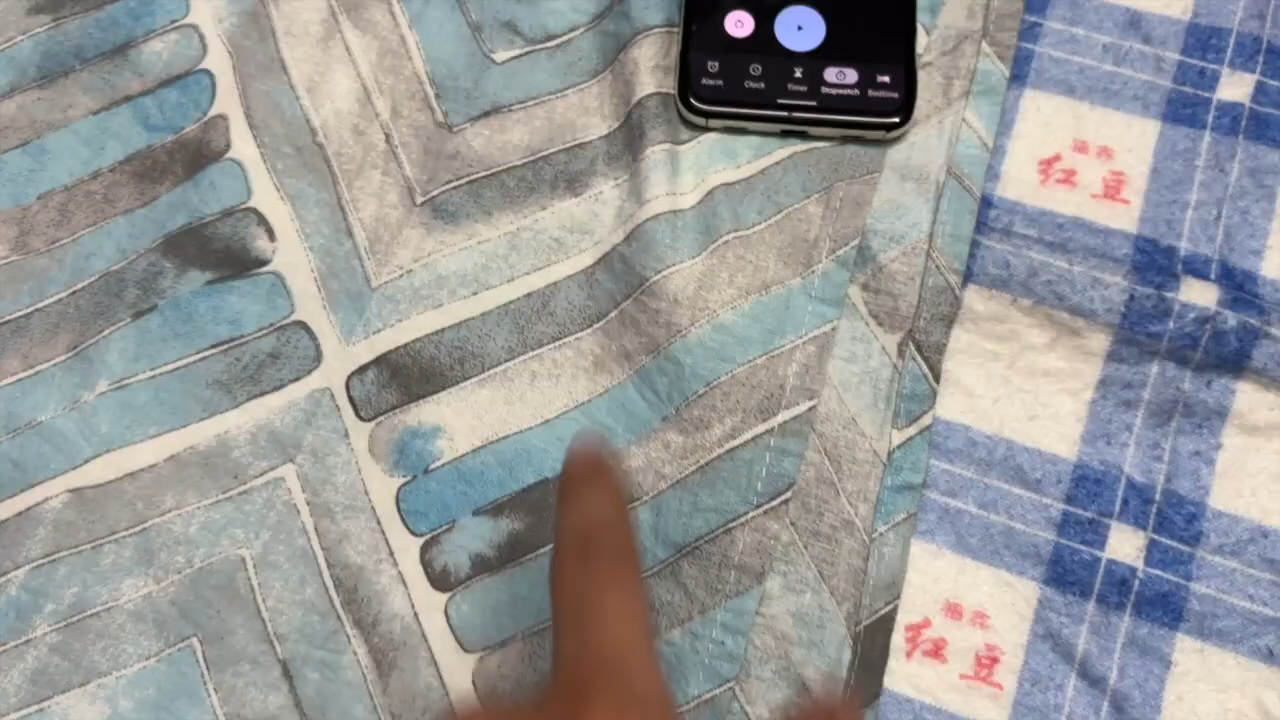 Alarm
Clock
Timer
Stopwatch
Bedtime
红豆
红豆